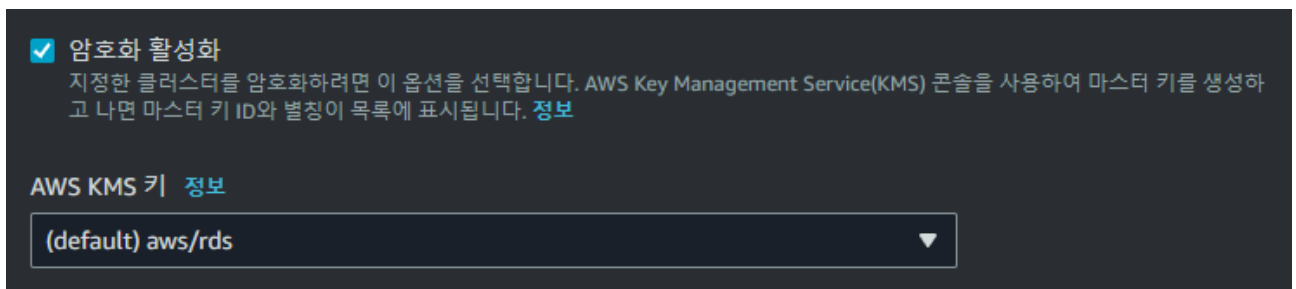 암호화 활성화
지정한 클러스터를 암호화하려면 이 옵션을 선택합니다. AWS Key Management Service(KMS) 콘솔을 사용하여 마스터 키를 생성하
고 나면 마스터 키 ID와 별칭이 목록에 표시됩니다. 정보
AWS KMS 키 정보
(default) aws/rds